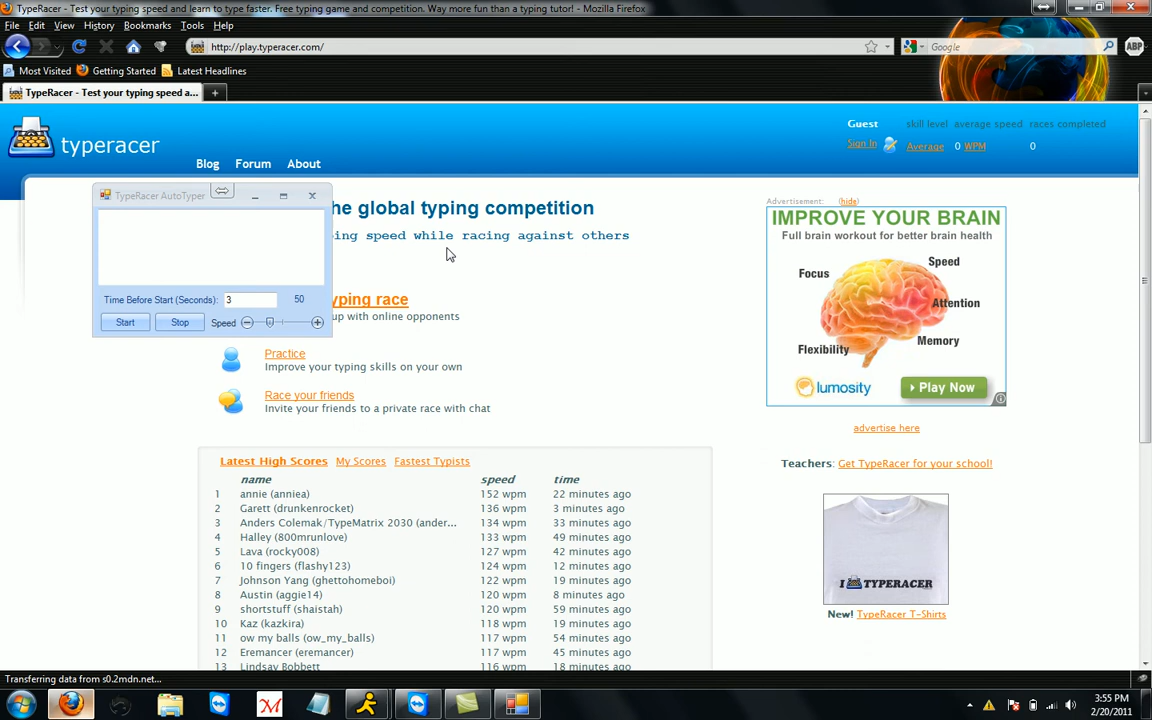 TypeRacer - Test your typing speed and learn to type faster. Free typing game and competition. Way more fun than a typing tutor! - Mozilla Firefox
File Edit View History Bookmarks Tools Help
http://play.typeracer.com/
Google
ABP
Most Visited Getting Started Latest Headlines
TypeRacer - Test your typing speed a...
typeracer
Blog Forum About
Guest skill level average speed races completed
Sign In Average 0 WPM 0
TypeRacer AutoTyper
Time Before Start (Seconds): 3 50
Start Stop Speed
he global typing competition
ing speed while racing against others
yping race
up with online opponents
Practice
Improve your typing skills on your own
Race your friends
Invite your friends to a private race with chat
Advertisement: (hide)
IMPROVE YOUR BRAIN
Full brain workout for better brain health
Focus
Speed
Attention
Memory
Flexibility
lumosity
Play Now
advertise here
Teachers: Get TypeRacer for your school!
I TYPERACER
New! TypeRacer T-Shirts
Latest High Scores My Scores Fastest Typists
name speed time
1 annie (anniea) 152 wpm 22 minutes ago
2 Garett (drunkenrocket) 136 wpm 3 minutes ago
3 Anders Colemak/TypeMatrix 2030 (ander... 134 wpm 33 minutes ago
4 Halley (800mrunlove) 133 wpm 49 minutes ago
5 Lava (rocky008) 127 wpm 42 minutes ago
6 10 fingers (flashy123) 124 wpm 12 minutes ago
7 Johnson Yang (ghettohomeboi) 122 wpm 19 minutes ago
8 Austin (aggie14) 120 wpm 8 minutes ago
9 shortstuff (shaistah) 120 wpm 59 minutes ago
10 Kaz (kazkira) 118 wpm 19 minutes ago
11 ow my balls (ow_my_balls) 117 wpm 54 minutes ago
12 Eremancer (eremancer) 117 wpm 45 minutes ago
13 Lindsay Bobbett 116 wpm 18 minutes ago
Transferring data from s0.2mdn.net...
3:55 PM
2/20/2011